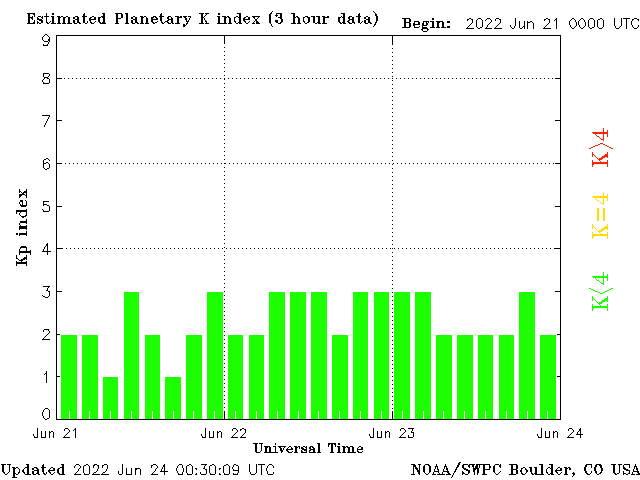 Estimated Planetary K index (3 hour data) Begin: 2022 Jun 21 0000 UTC
9
8
7
6
5
4
3
2
1
0
Kp index
K>4
K=4
K<4
Jun 21 Jun 22 Jun 23 Jun 24
Universal Time
Updated 2022 Jun 24 00:30:09 UTC NOAA/SWPC Boulder, CO USA